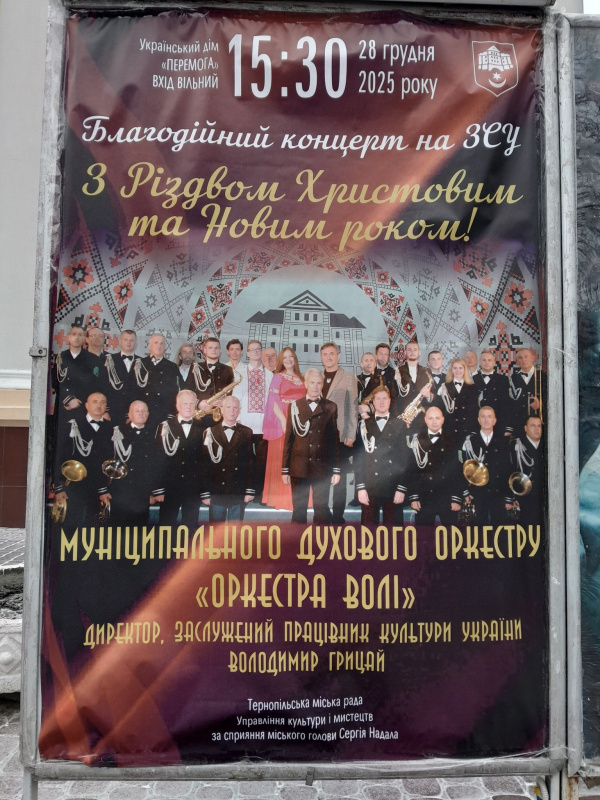 Український дім
«ПЕРЕМОГА»
ВХІД ВІЛЬНИЙ
15:30
28 грудня
2025 року
Благодійний концерт на ЗСУ
З Різдвом Христовим
та Новим роком!
МУНІЦИПАЛЬНОГО ДУХОВОГО ОРКЕСТРУ
«ОРКЕСТРА ВОЛІ»
ДИРЕКТОР, ЗАСЛУЖЕНИЙ ПРАЦІВНИК КУЛЬТУРИ УКРАЇНИ
ВОЛОДИМИР ГРИЦАЙ
Тернопільська міська рада
Управління культури і мистецтв
за сприяння міського голови Сергія Надала